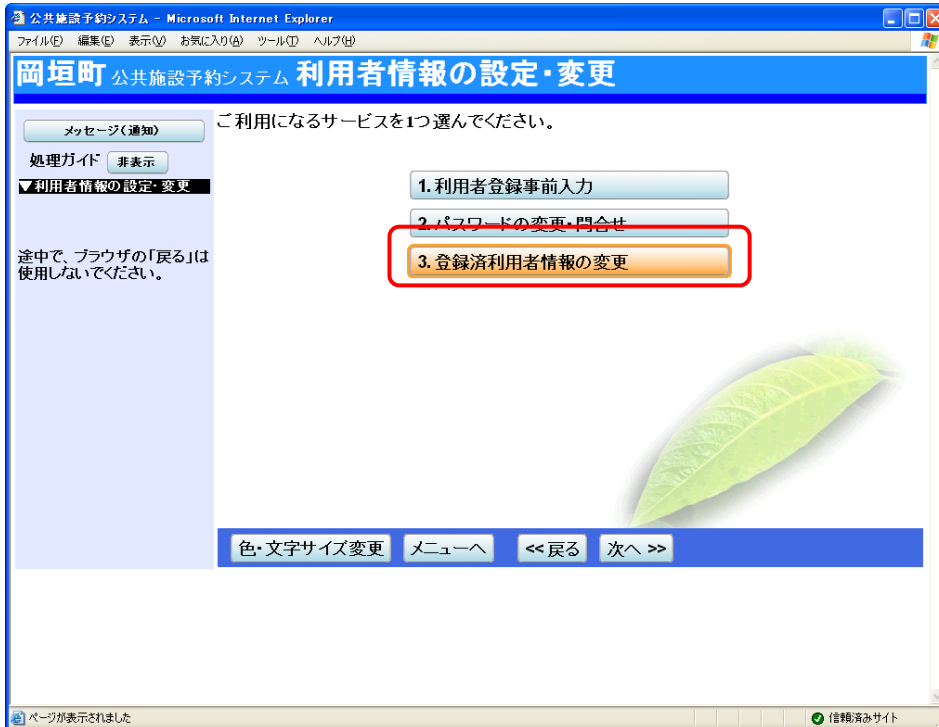 公共施設予約システム - Microsoft Internet Explorer
ファイル(F) 編集(E) 表示(V) お気に入り(A) ツール(T) ヘルプ(H)
岡垣町 公共施設予約システム 利用者情報の設定・変更
メッセージ(通知)
処理ガイド 非表示
▼利用者情報の設定・変更
途中で、ブラウザの「戻る」は
使用しないでください。
ご利用になるサービスを1つ選んでください。
1. 利用者登録事前入力
2. パスワードの変更・問合せ
3. 登録済利用者情報の変更
色・文字サイズ変更 メニューへ <<戻る 次へ >>
ページが表示されました 信頼済みサイト